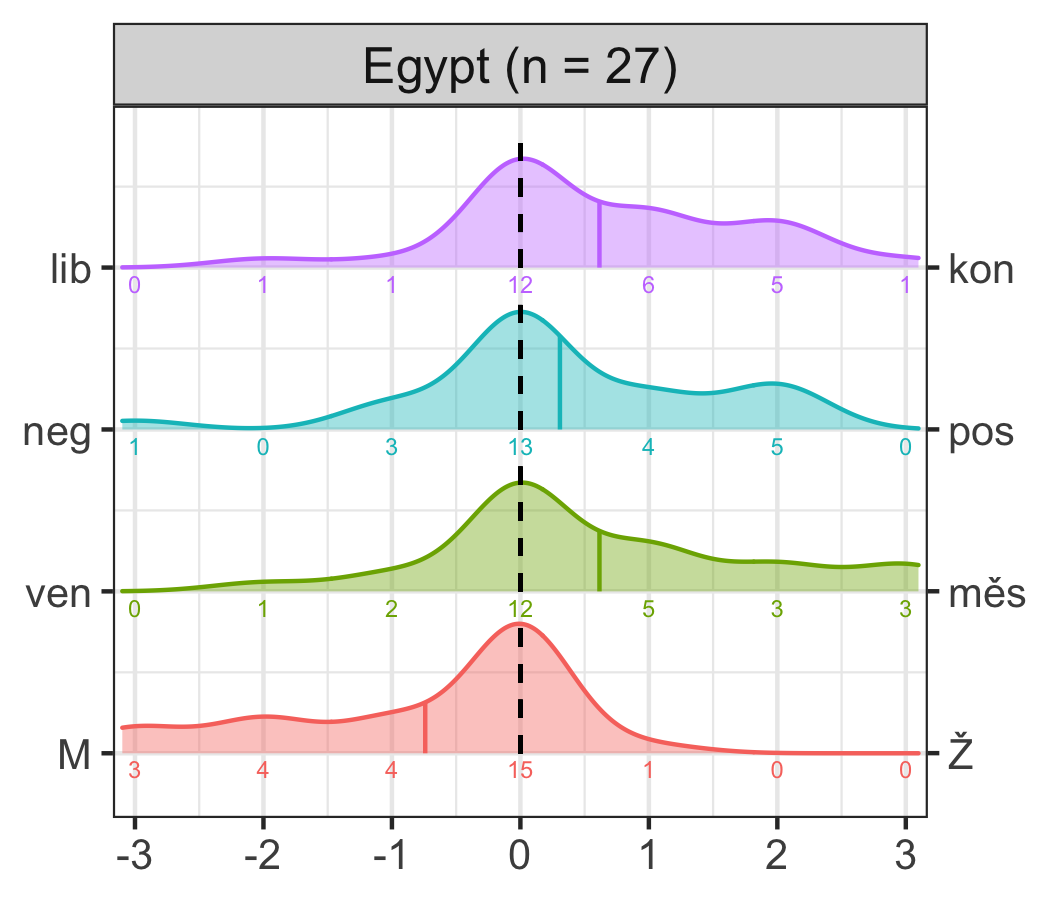 Egypt (n = 27)
lib kon
0 1 1 12 6 5 1
neg pos
1 0 3 13 4 5 0
ven měs
0 1 2 12 5 3 3
M Ž
3 4 4 15 1 0 0
-3 -2 -1 0 1 2 3